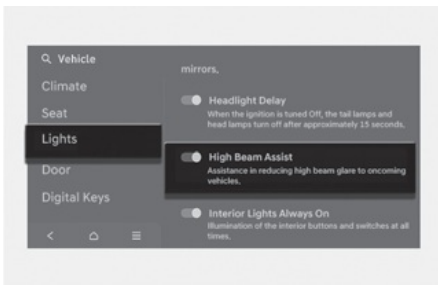 Vehicle
Climate
Seat
Lights
Door
Digital Keys
mirrors,
Headlight Delay
When the ignition is tuned Off, the tail lamps and
head lamps turn off after approximately 15 seconds,
High Beam Assist
Assistance in reducing high beam glare to oncoming
vehicles,
Interior Lights Always On
Illumination of the interior buttons and switches at all
times,